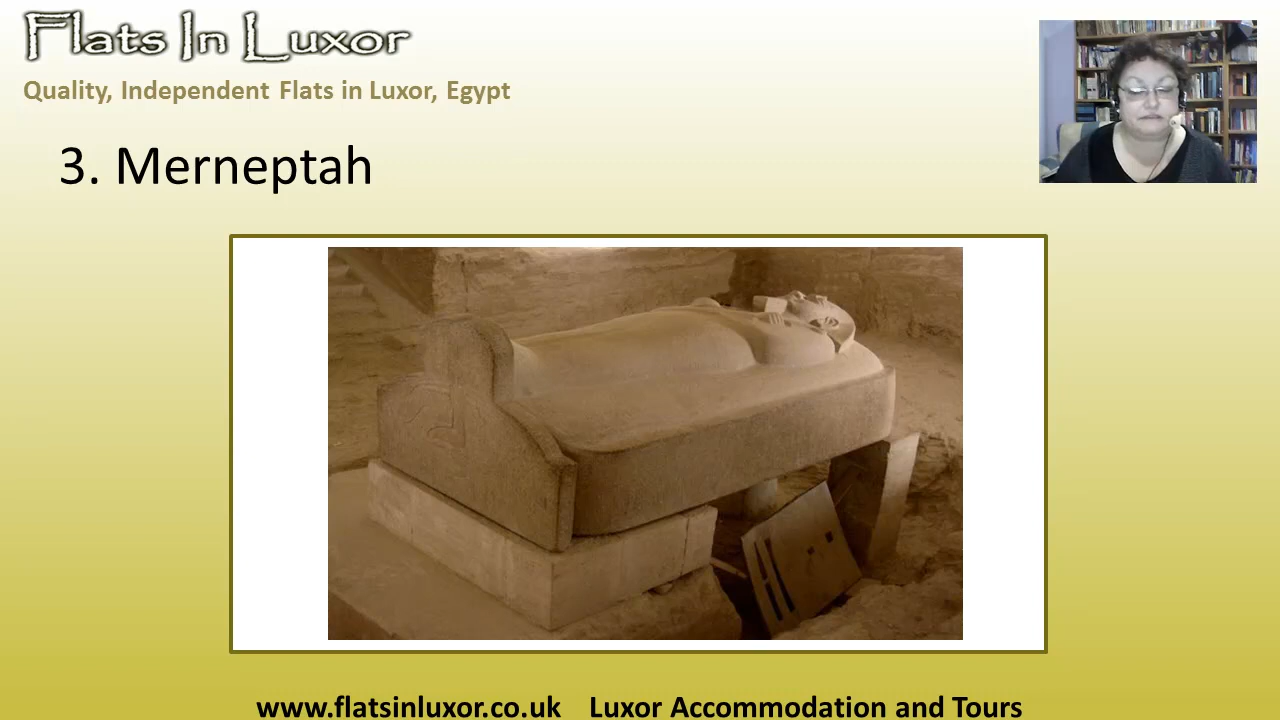 Flats In Luxor
Quality, Independent Flats in Luxor, Egypt
3. Merneptah
www.flatsinluxor.co.uk Luxor Accommodation and Tours